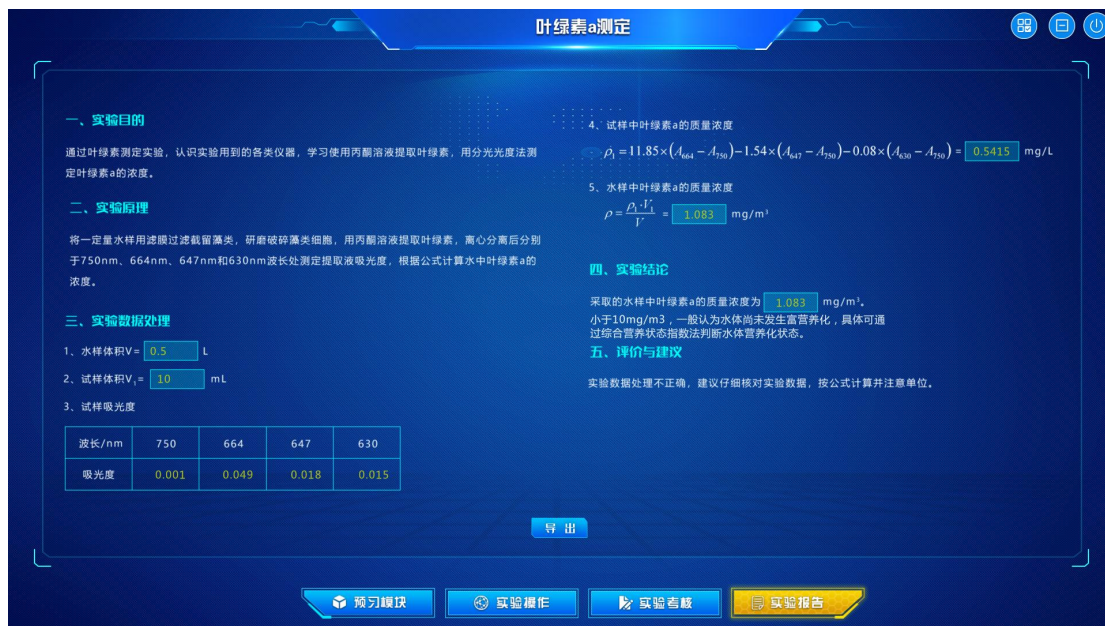 叶绿素a测定
一、实验目的
通过叶绿素测定实验，认识实验用到的各类仪器，学习使用丙酮溶液提取叶绿素，用分光光度法测
定叶绿素a的浓度。
二、实验原理
将一定量水样用滤膜过滤截留藻类，研磨破碎藻类细胞，用丙酮溶液提取叶绿素，离心分离后分别
于750nm、664nm、647nm和630nm波长处测定提取液吸光度，根据公式计算水中叶绿素a的
浓度。
三、实验数据处理
1、水样体积V= 0.5 L
2、试样体积V₁= 10 mL
3、试样吸光度
波长/nm 750 664 647 630
吸光度 0.001 0.049 0.018 0.015
4、试样中叶绿素a的质量浓度
ρ₁=11.85×(A₆₆₄−A₇₅₀)−1.54×(A₆₄₇−A₇₅₀)−0.08×(A₆₃₀−A₇₅₀) = 0.5415 mg/L
5、水样中叶绿素a的质量浓度
ρ=ρ₁·V₁/V = 1.083 mg/m³
四、实验结论
采取的水样中叶绿素a的质量浓度为 1.083 mg/m³。
小于10mg/m3，一般认为水体尚未发生富营养化，具体可通
过综合营养状态指数法判断水体营养化状态。
五、评价与建议
实验数据处理不正确，建议仔细核对实验数据，按公式计算并注意单位。
导出
预习模块
实验操作
实验考核
实验报告